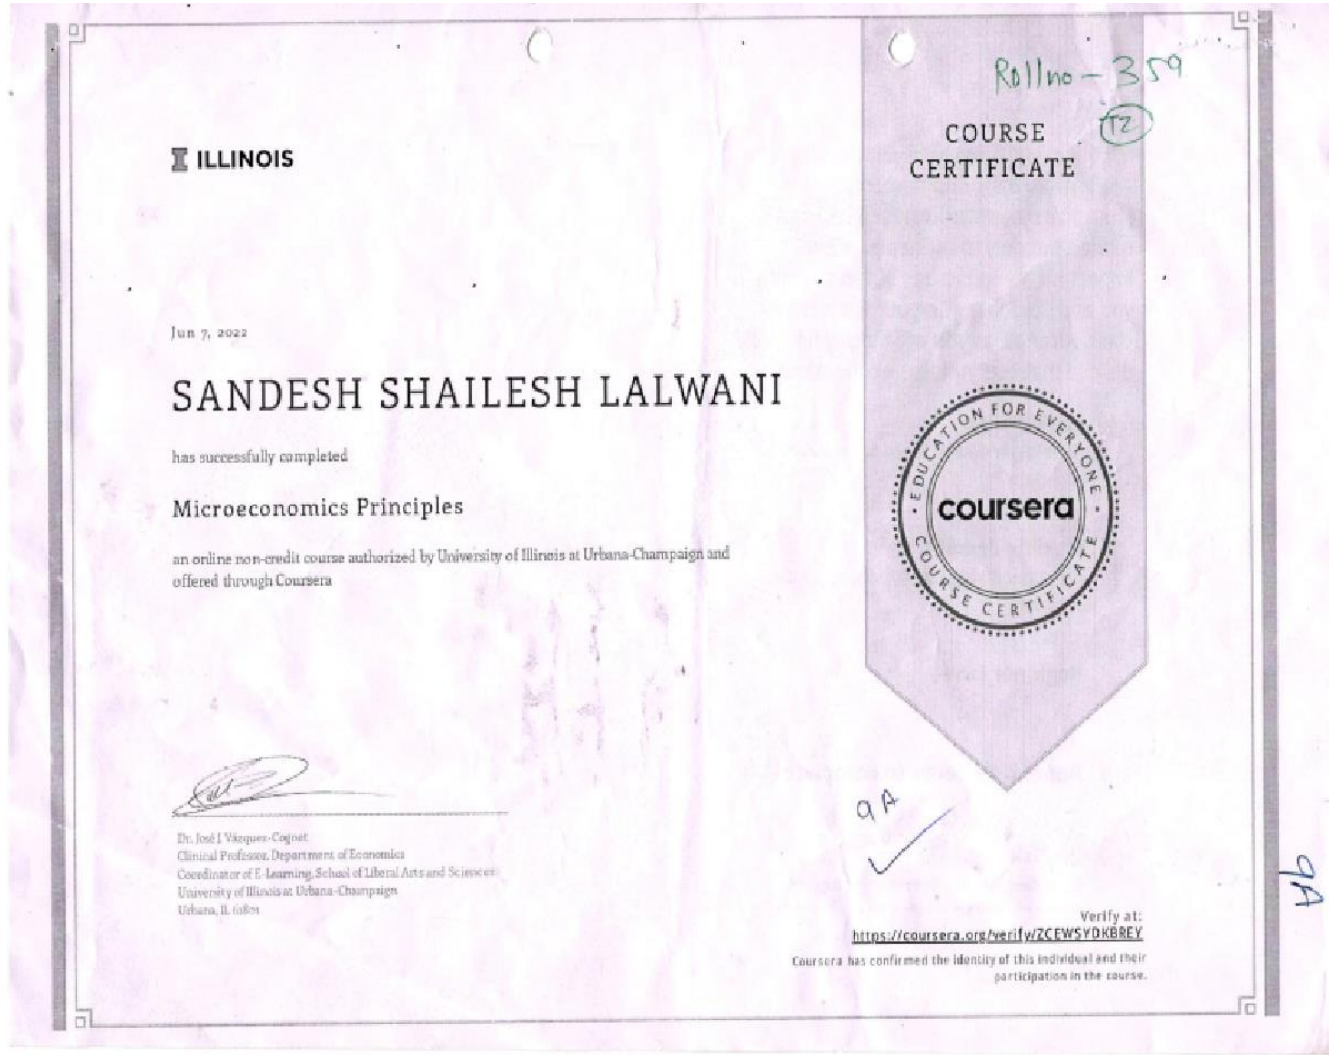 Rollno - 359
T2
COURSE
CERTIFICATE
ILLINOIS
Jun 7, 2022
SANDESH SHAILESH LALWANI
has successfully completed
Microeconomics Principles
an online non-credit course authorized by University of Illinois at Urbana-Champaign and
offered through Coursera
EDUCATION FOR EVERYONE
coursera
COURSE CERTIFICATE
Dr. José J. Vázquez-Cognet
Clinical Professor, Department of Economics
Coordinator of E-Learning, School of Liberal Arts and Sciences
University of Illinois at Urbana-Champaign
Urbana, IL 61801
9A
9A
Verify at:
https://coursera.org/verify/ZCEWSYDKBREY
Coursera has confirmed the identity of this individual and their
participation in the course.